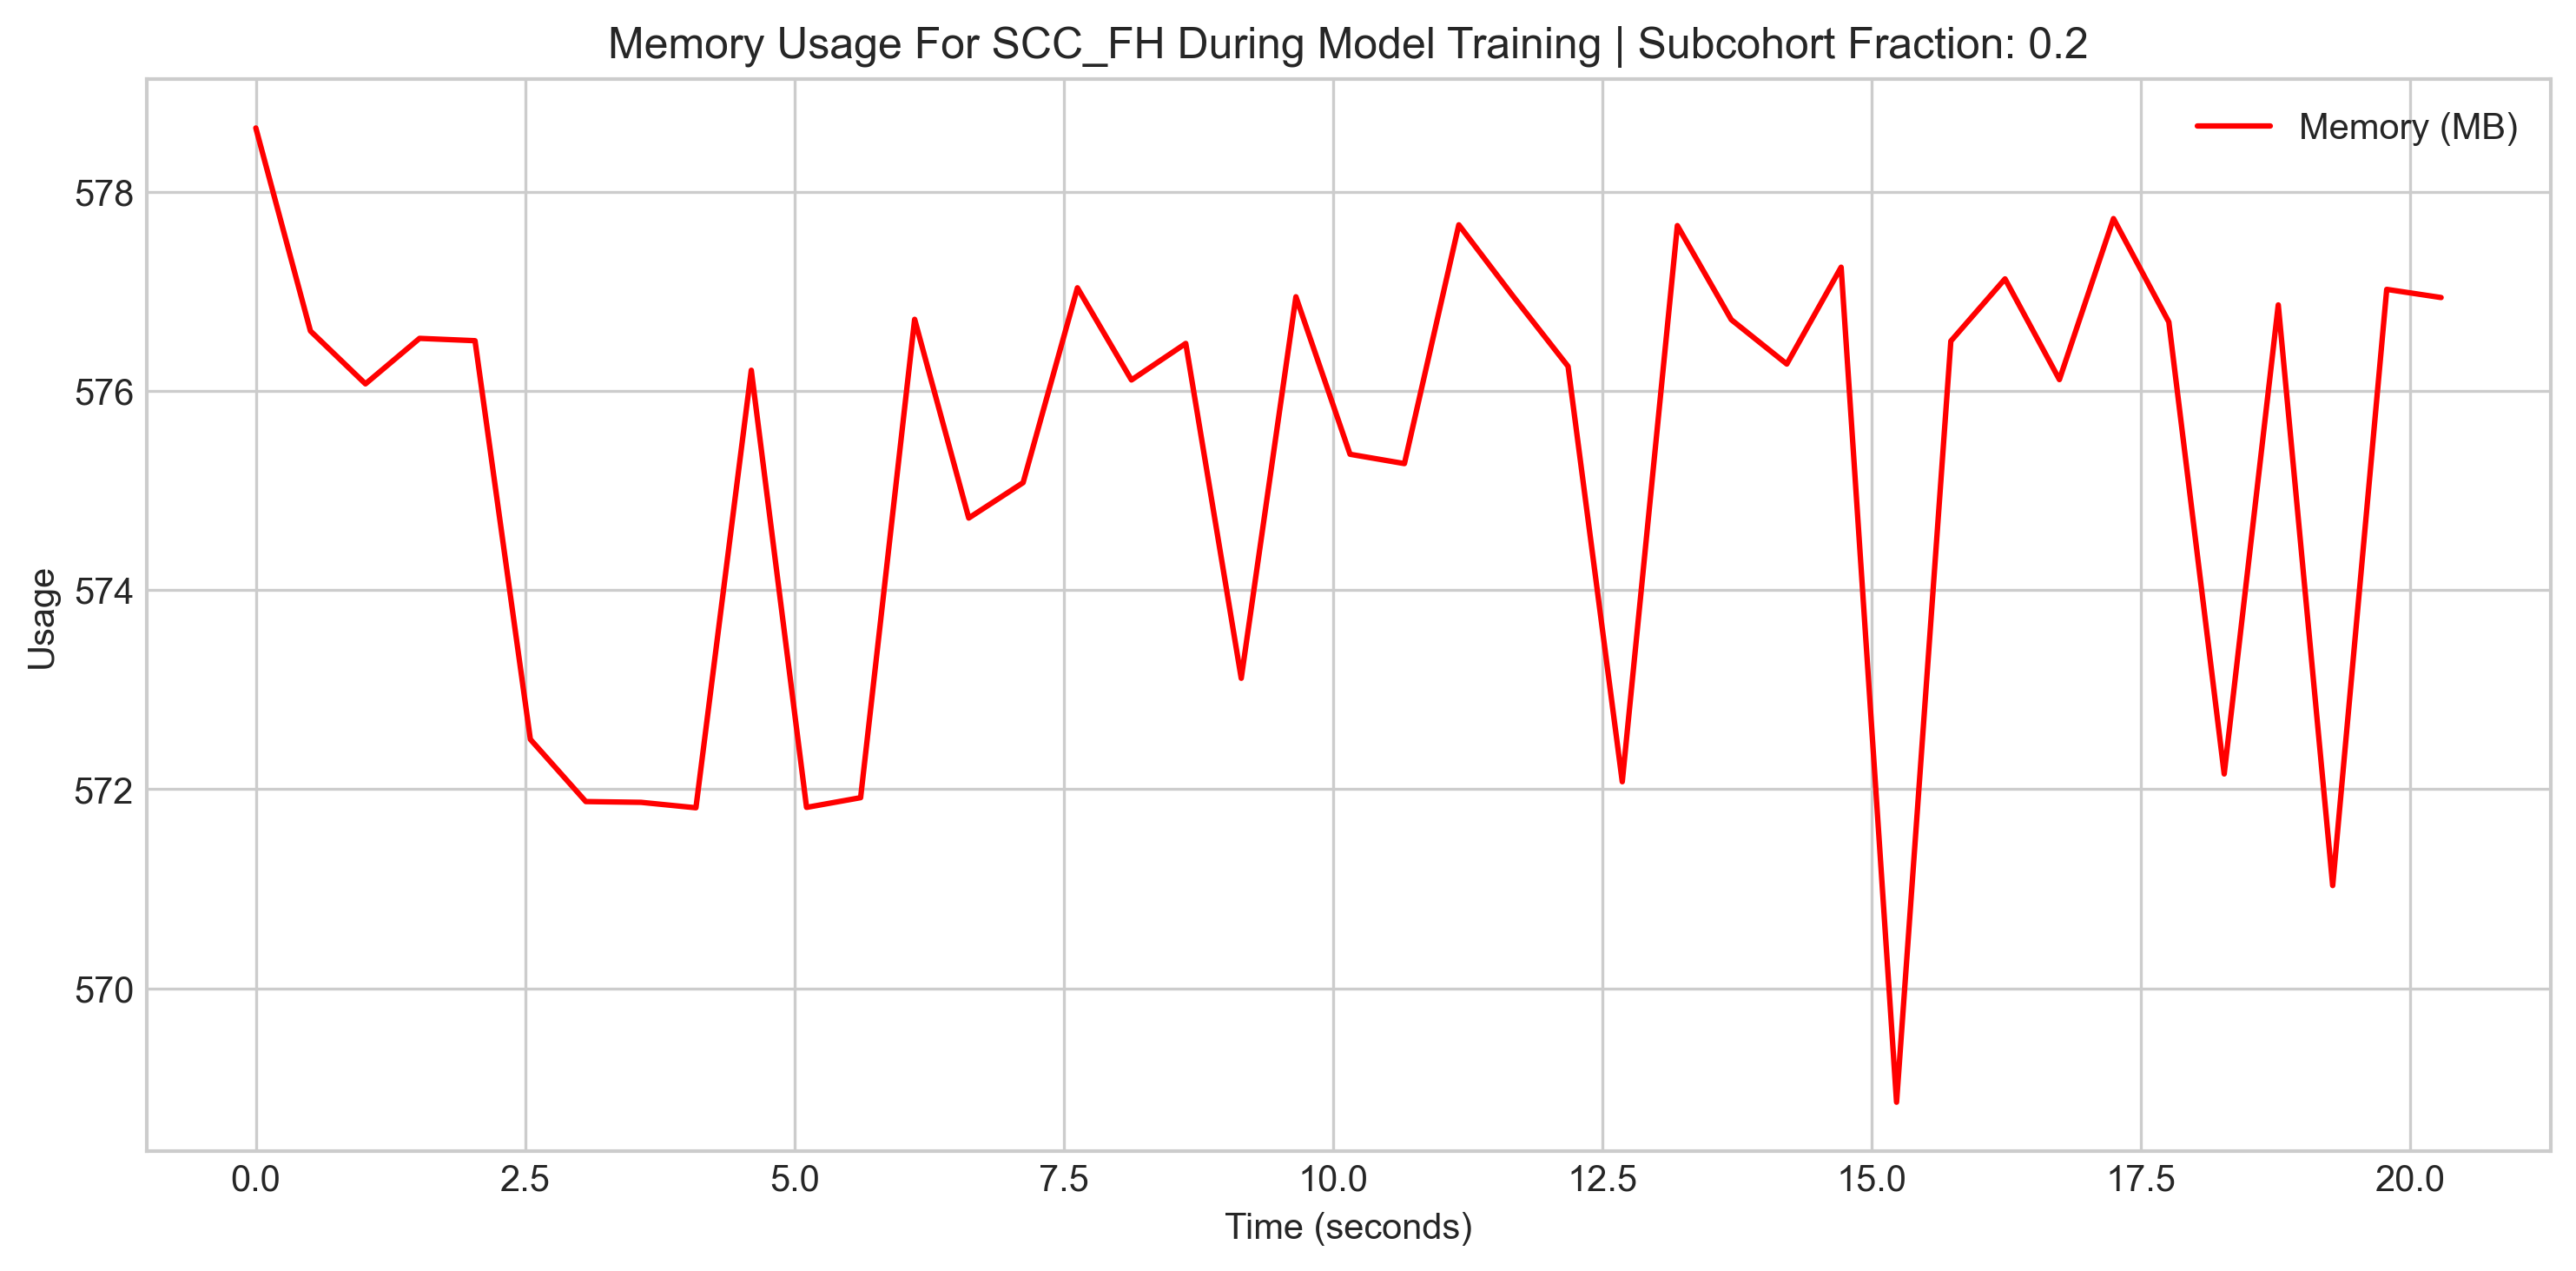 Memory Usage For SCC_FH During Model Training | Subcohort Fraction: 0.2
Memory (MB)
578
576
574
572
570
Usage
0.0 2.5 5.0 7.5 10.0 12.5 15.0 17.5 20.0
Time (seconds)